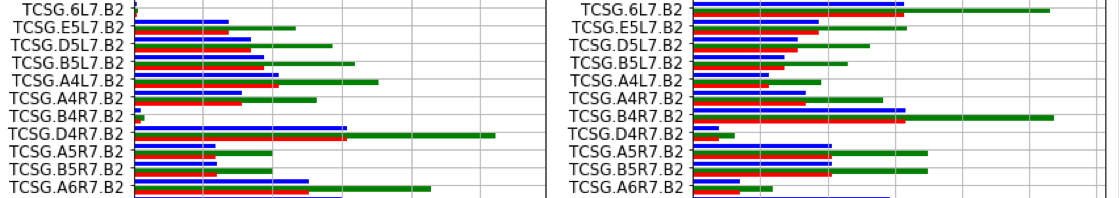 TCSG.6L7.B2
TCSG.E5L7.B2
TCSG.D5L7.B2
TCSG.B5L7.B2
TCSG.A4L7.B2
TCSG.A4R7.B2
TCSG.B4R7.B2
TCSG.D4R7.B2
TCSG.A5R7.B2
TCSG.B5R7.B2
TCSG.A6R7.B2
TCSG.6L7.B2
TCSG.E5L7.B2
TCSG.D5L7.B2
TCSG.B5L7.B2
TCSG.A4L7.B2
TCSG.A4R7.B2
TCSG.B4R7.B2
TCSG.D4R7.B2
TCSG.A5R7.B2
TCSG.B5R7.B2
TCSG.A6R7.B2